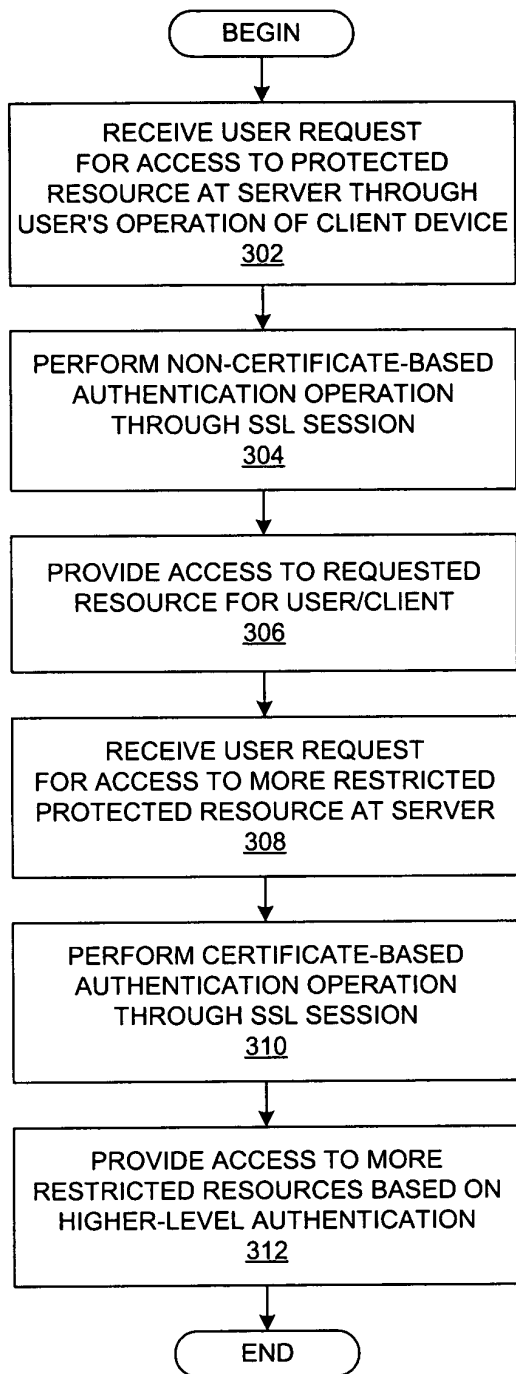 BEGIN
RECEIVE USER REQUEST
FOR ACCESS TO PROTECTED
RESOURCE AT SERVER THROUGH
USER'S OPERATION OF CLIENT DEVICE
302
PERFORM NON-CERTIFICATE-BASED
AUTHENTICATION OPERATION
THROUGH SSL SESSION
304
PROVIDE ACCESS TO REQUESTED
RESOURCE FOR USER/CLIENT
306
RECEIVE USER REQUEST
FOR ACCESS TO MORE RESTRICTED
PROTECTED RESOURCE AT SERVER
308
PERFORM CERTIFICATE-BASED
AUTHENTICATION OPERATION
THROUGH SSL SESSION
310
PROVIDE ACCESS TO MORE
RESTRICTED RESOURCES BASED ON
HIGHER-LEVEL AUTHENTICATION
312
END